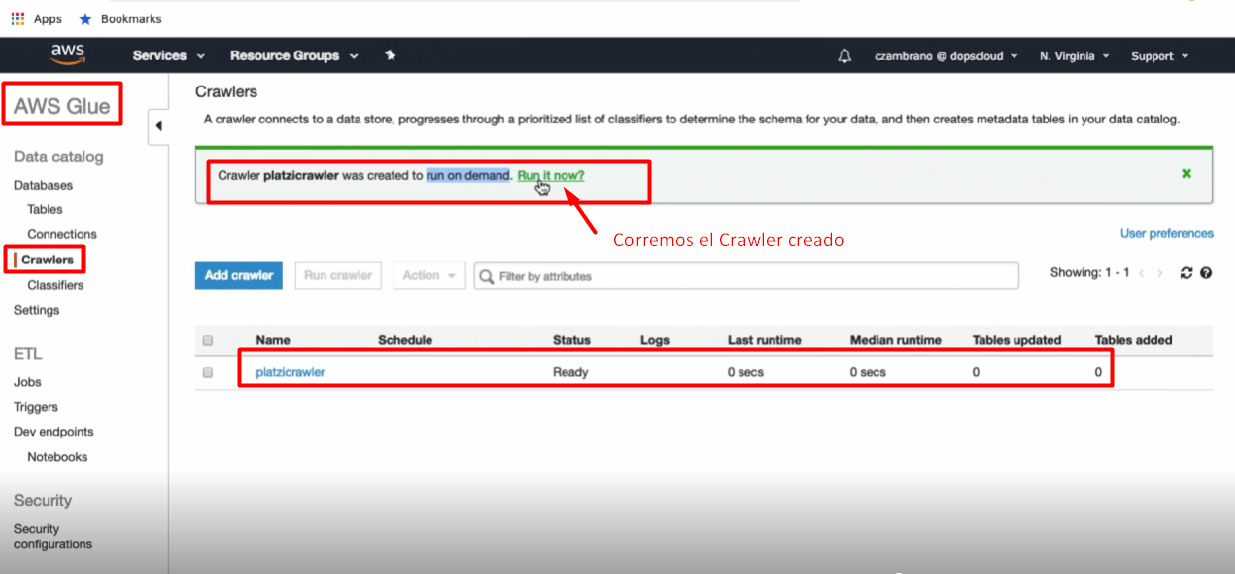 Apps Bookmarks
aws Services Resource Groups czambrano @ dopsdoud N. Virginia Support
AWS Glue
Data catalog
Databases
Tables
Connections
Crawlers
Classifiers
Settings
ETL
Jobs
Triggers
Dev endpoints
Notebooks
Security
Security
configurations
Crawlers
A crawler connects to a data store, progresses through a prioritized list of classifiers to determine the schema for your data, and then creates metadata tables in your data catalog.
Crawler platzicrawler was created to run on demand. Run it now?
Corremos el Crawler creado
User preferences
Add crawler Run crawler Action Filter by attributes Showing: 1 - 1
Name Schedule Status Logs Last runtime Median runtime Tables updated Tables added
platzicrawler Ready 0 secs 0 secs 0 0